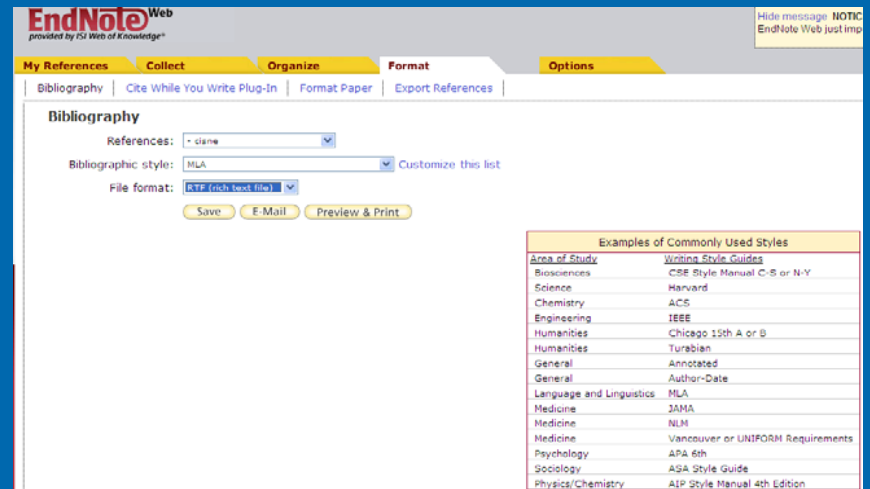 EndNote Web
provided by ISI Web of Knowledge
Hide message NOTIC
EndNote Web just imp
My References Collect Organize Format Options
Bibliography Cite While You Write Plug-In Format Paper Export References
Bibliography
References: - ciane
Bibliographic style: MLA Customize this list
File format: RTF (rich text file)
Save E-Mail Preview & Print
Examples of Commonly Used Styles
Area of Study Writing Style Guides
Biosciences CSE Style Manual C-S or N-Y
Science Harvard
Chemistry ACS
Engineering IEEE
Humanities Chicago 15th A or B
Humanities Turabian
General Annotated
General Author-Date
Language and Linguistics MLA
Medicine JAMA
Medicine NLM
Medicine Vancouver or UNIFORM Requirements
Psychology APA 6th
Sociology ASA Style Guide
Physics/Chemistry AIP Style Manual 4th Edition